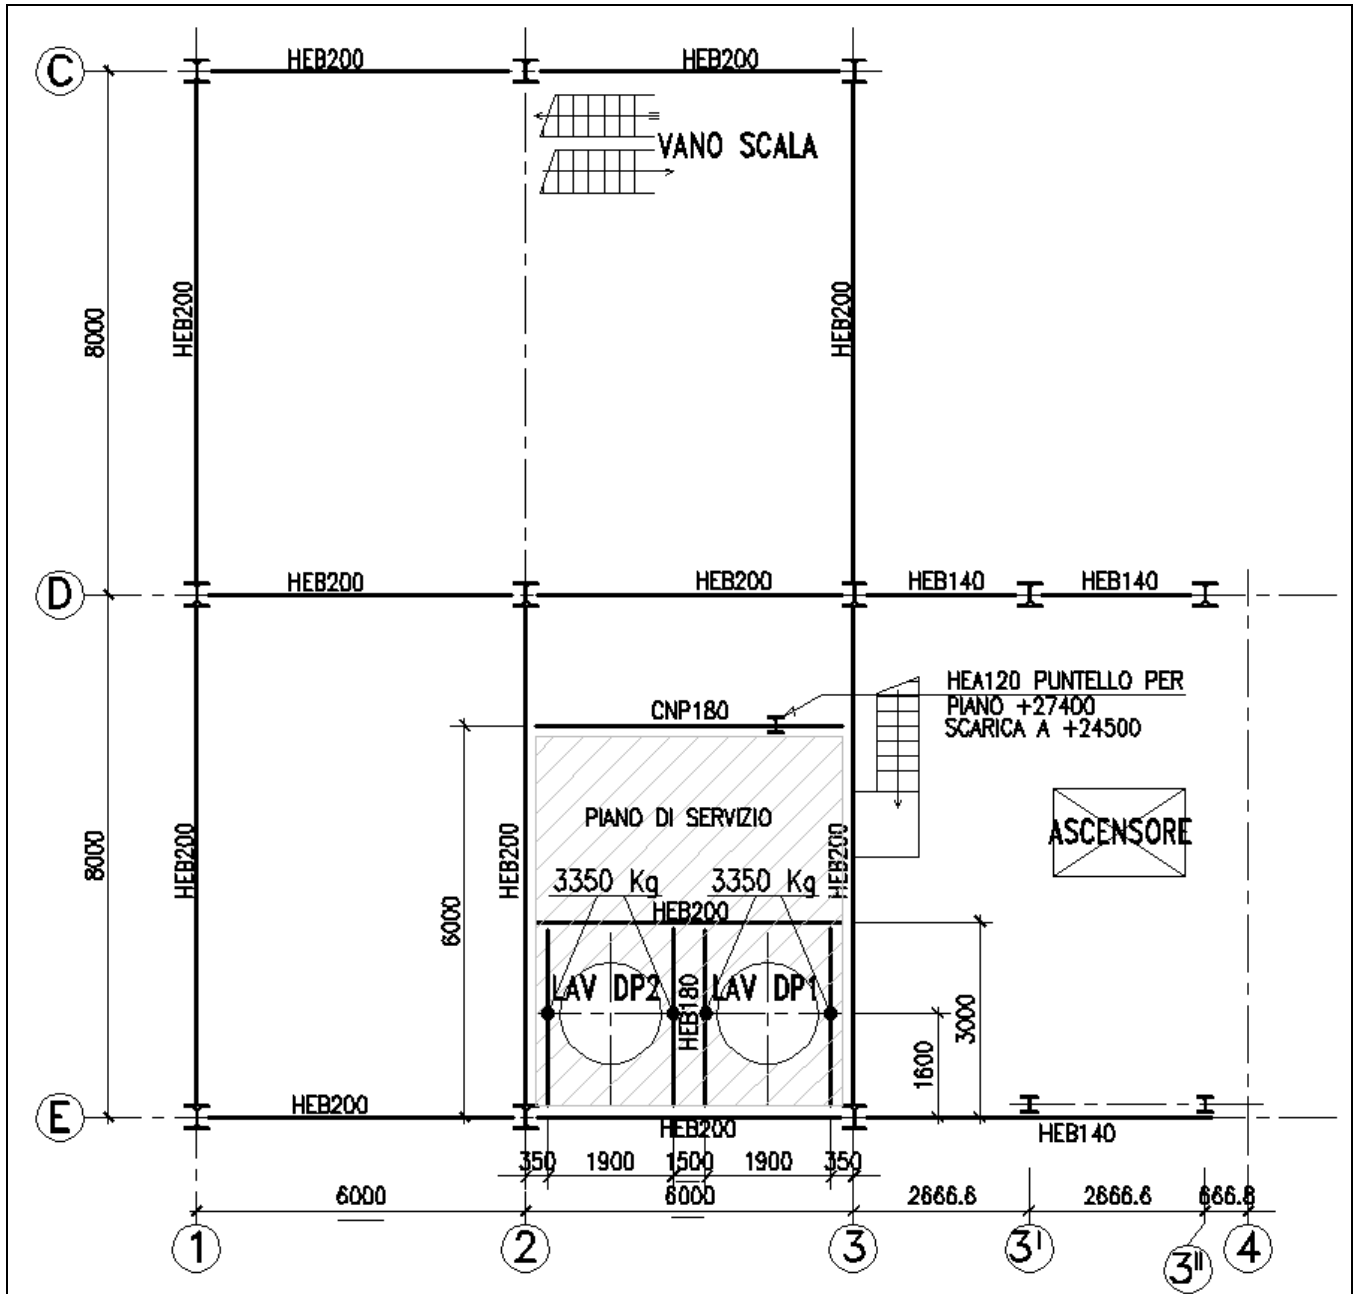 HEB200
HEB200
C
VANO SCALA
8000
HEB200
HEB200
HEB200
HEB200
HEB140
HEB140
D
HEA120 PUNTELLO PER
PIANO +27400
SCARICA A +24500
CNP180
PIANO DI SERVIZIO
ASCENSORE
8000
HEB200
HEB200
HEB200
6000
3350 Kg
3350 Kg
HEB200
LAV DP2
HEB180
LAV DP1
3000
1600
HEB200
E
HEB200
HEB140
350
1900
1500
1900
350
6000
6000
2666.6
2666.6
666.6
1
2
3
3'
3"
4